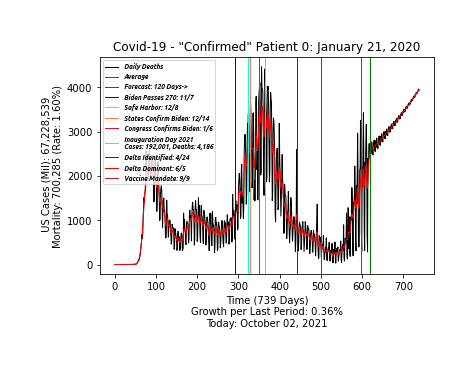 Covid-19 - "Confirmed" Patient 0: January 21, 2020
Daily Deaths
Average
Forecast: 120 Days->
Biden Passes 270: 11/7
Safe Harbor: 12/8
States Confirm Biden: 12/14
Congress Confirms Biden: 1/6
Inauguration Day 2021
Cases: 192,001, Deaths: 4,186
Delta Identified: 4/24
Delta Dominant: 6/5
Vaccine Mandate: 9/9
US Cases (Mil): 67,228,539
Mortality: 700,285 (Rate: 1.60%)
4000
3000
2000
1000
0
0 100 200 300 400 500 600 700
Time (739 Days)
Growth per Last Period: 0.36%
Today: October 02, 2021